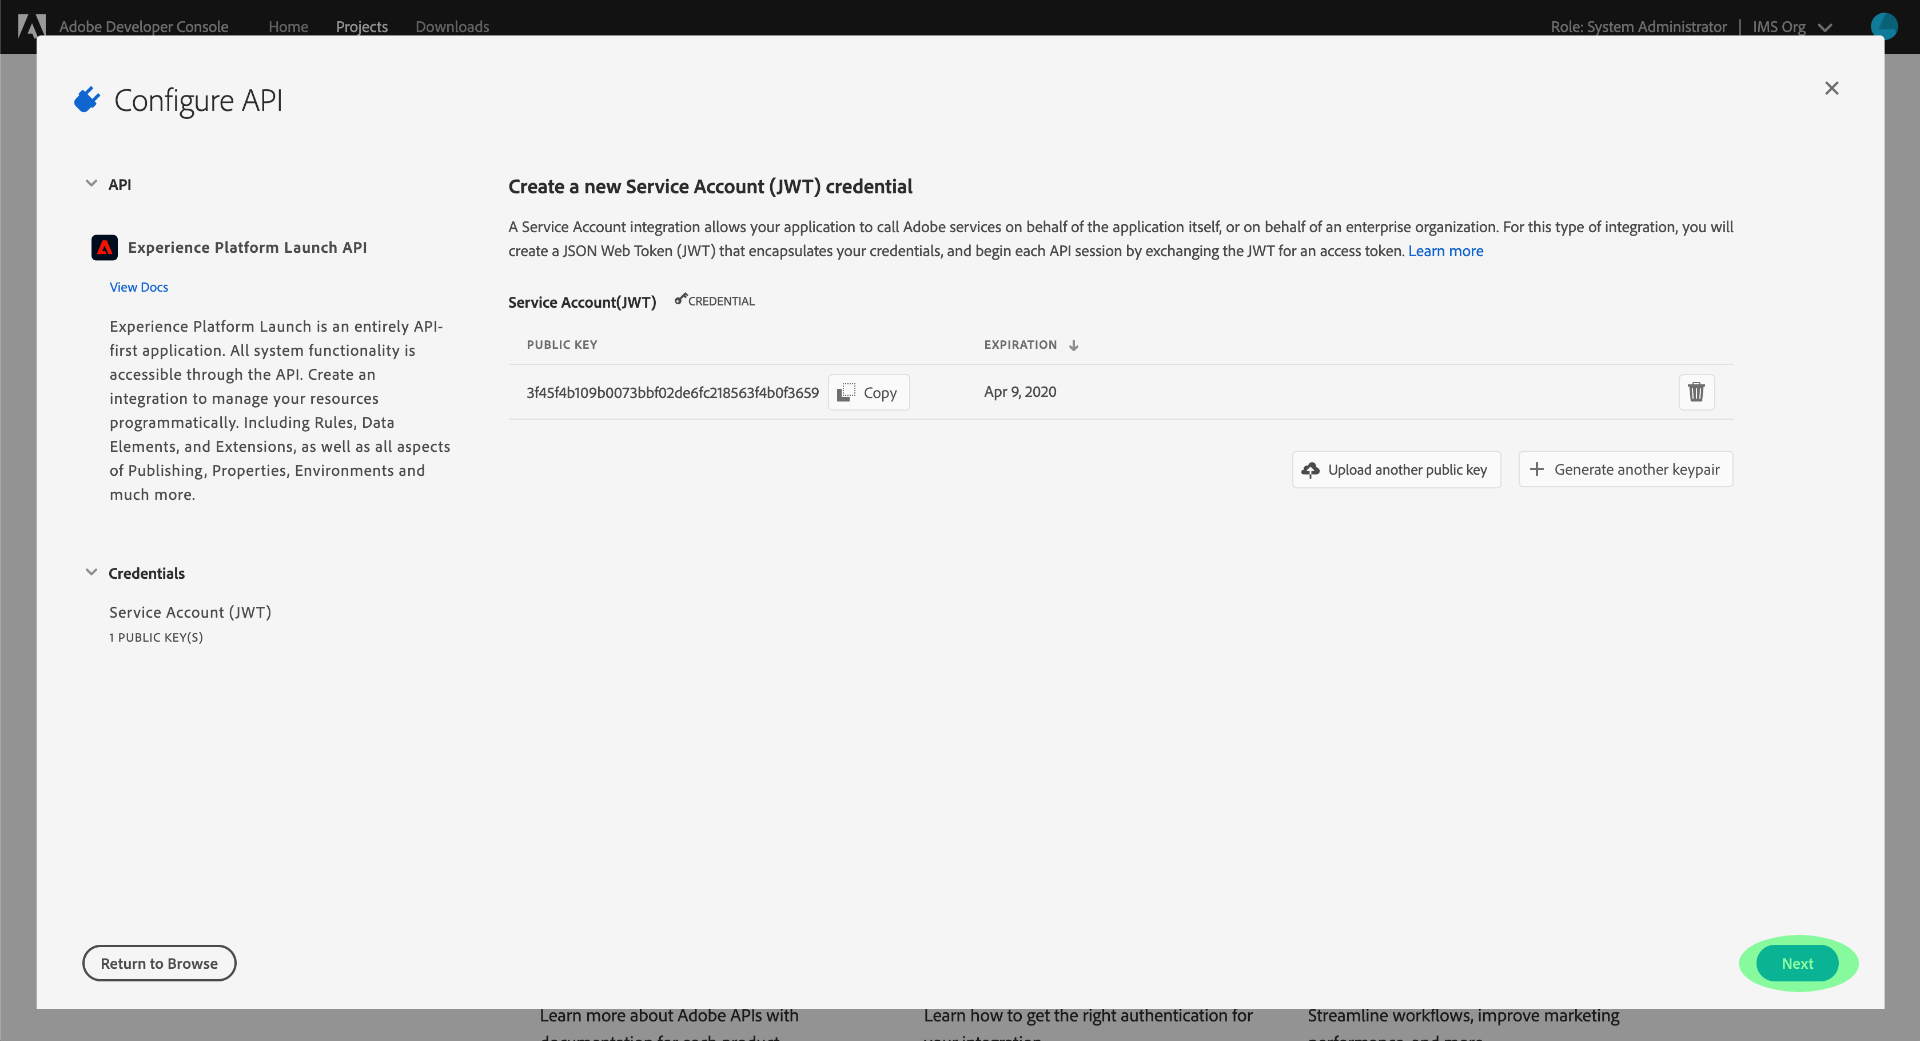 Adobe Developer Console
Home
Projects
Downloads
Role: System Administrator | IMS Org
Configure API
API
Experience Platform Launch API
View Docs
Experience Platform Launch is an entirely API-
first application. All system functionality is
accessible through the API. Create an
integration to manage your resources
programmatically. Including Rules, Data
Elements, and Extensions, as well as all aspects
of Publishing, Properties, Environments and
much more.
Credentials
Service Account (JWT)
1 PUBLIC KEY(S)
Create a new Service Account (JWT) credential
A Service Account integration allows your application to call Adobe services on behalf of the application itself, or on behalf of an enterprise organization. For this type of integration, you will
create a JSON Web Token (JWT) that encapsulates your credentials, and begin each API session by exchanging the JWT for an access token. Learn more
Service Account(JWT)
CREDENTIAL
PUBLIC KEY
EXPIRATION
3f45f4b109b0073bbf02de6fc218563f4b0f3659
Copy
Apr 9, 2020
Upload another public key
Generate another keypair
Return to Browse
Next
Learn more about Adobe APIs with
documentation for each product
Learn how to get the right authentication for
your integration
Streamline workflows, improve marketing
performance, and more